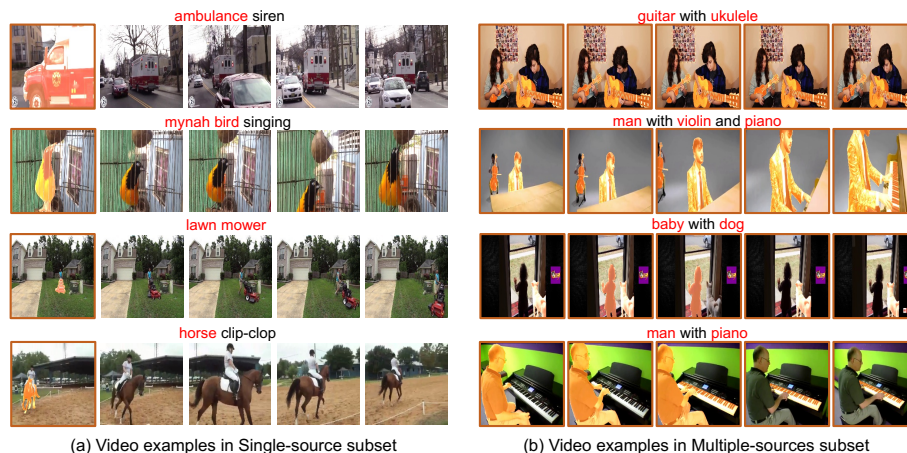 ambulance siren
mynah bird singing
lawn mower
horse clip-clop
(a) Video examples in Single-source subset
guitar with ukulele
man with violin and piano
baby with dog
man with piano
(b) Video examples in Multiple-sources subset